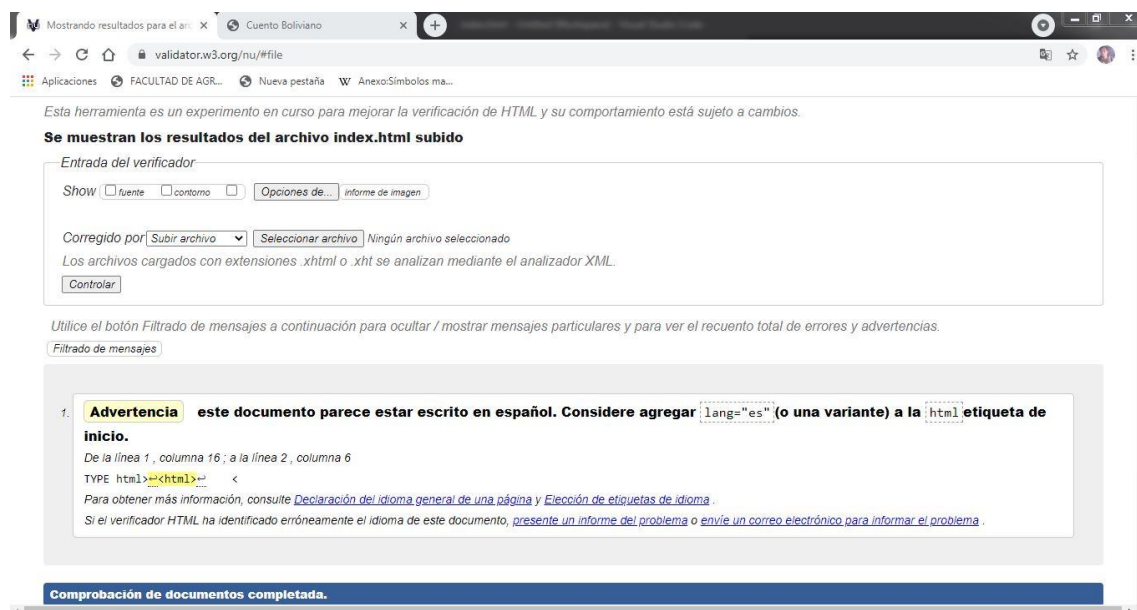 Mostrando resultados para el arc
Cuento Boliviano
validator.w3.org/nu/#file
Aplicaciones FACULTAD DE AGR... Nueva pestaña W Anexo:Símbolos ma...
Esta herramienta es un experimento en curso para mejorar la verificación de HTML y su comportamiento está sujeto a cambios.
Se muestran los resultados del archivo index.html subido
Entrada del verificador
Show fuente contorno Opciones de... informe de imagen
Corregido por Subir archivo Seleccionar archivo Ningún archivo seleccionado
Los archivos cargados con extensiones .xhtml o .xht se analizan mediante el analizador XML.
Controlar
Utilice el botón Filtrado de mensajes a continuación para ocultar / mostrar mensajes particulares y para ver el recuento total de errores y advertencias.
Filtrado de mensajes
1. Advertencia este documento parece estar escrito en español. Considere agregar lang="es" (o una variante) a la html etiqueta de
inicio.
De la línea 1 , columna 16 ; a la línea 2 , columna 6
TYPE html>↩<html>↩ <
Para obtener más información, consulte Declaración del idioma general de una página y Elección de etiquetas de idioma .
Si el verificador HTML ha identificado erróneamente el idioma de este documento, presente un informe del problema o envíe un correo electrónico para informar el problema .
Comprobación de documentos completada.